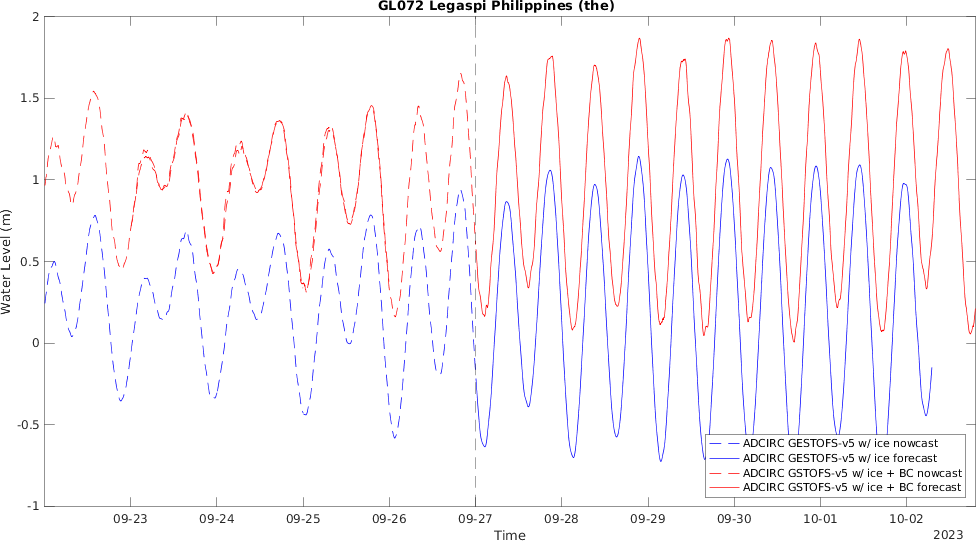 GL072 Legaspi Philippines (the)
2
1.5
1
0.5
0
-0.5
-1
Water Level (m)
ADCIRC GESTOFS-v5 w/ ice nowcast
ADCIRC GESTOFS-v5 w/ ice forecast
ADCIRC GSTOFS-v5 w/ ice + BC nowcast
ADCIRC GSTOFS-v5 w/ ice + BC forecast
09-23 09-24 09-25 09-26 09-27 09-28 09-29 09-30 10-01 10-02
Time
2023